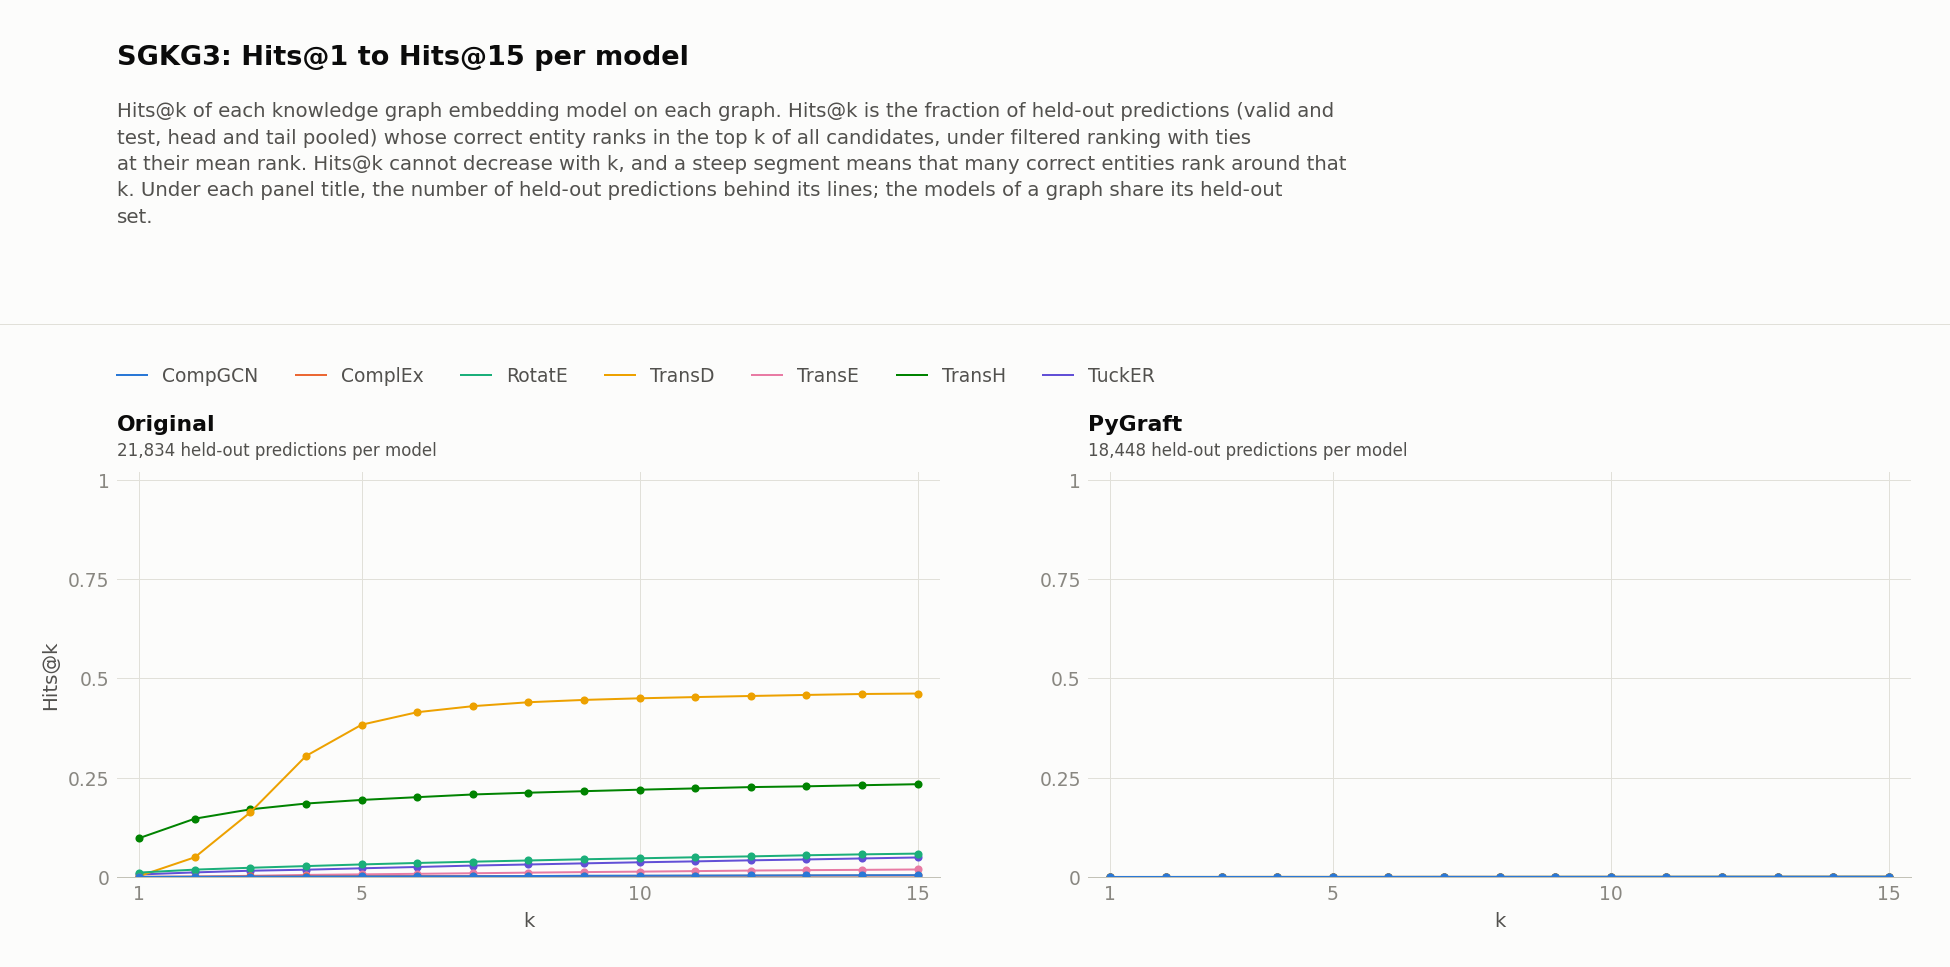 SGKG3: Hits@1 to Hits@15 per model
Hits@k of each knowledge graph embedding model on each graph. Hits@k is the fraction of held-out predictions (valid and
test, head and tail pooled) whose correct entity ranks in the top k of all candidates, under filtered ranking with ties
at their mean rank. Hits@k cannot decrease with k, and a steep segment means that many correct entities rank around that
k. Under each panel title, the number of held-out predictions behind its lines; the models of a graph share its held-out
set.
CompGCN ComplEx RotatE TransD TransE TransH TuckER
Original
21,834 held-out predictions per model
1
0.75
0.5
0.25
0
Hits@k
1 5 10 15
k
PyGraft
18,448 held-out predictions per model
1
0.75
0.5
0.25
0
1 5 10 15
k